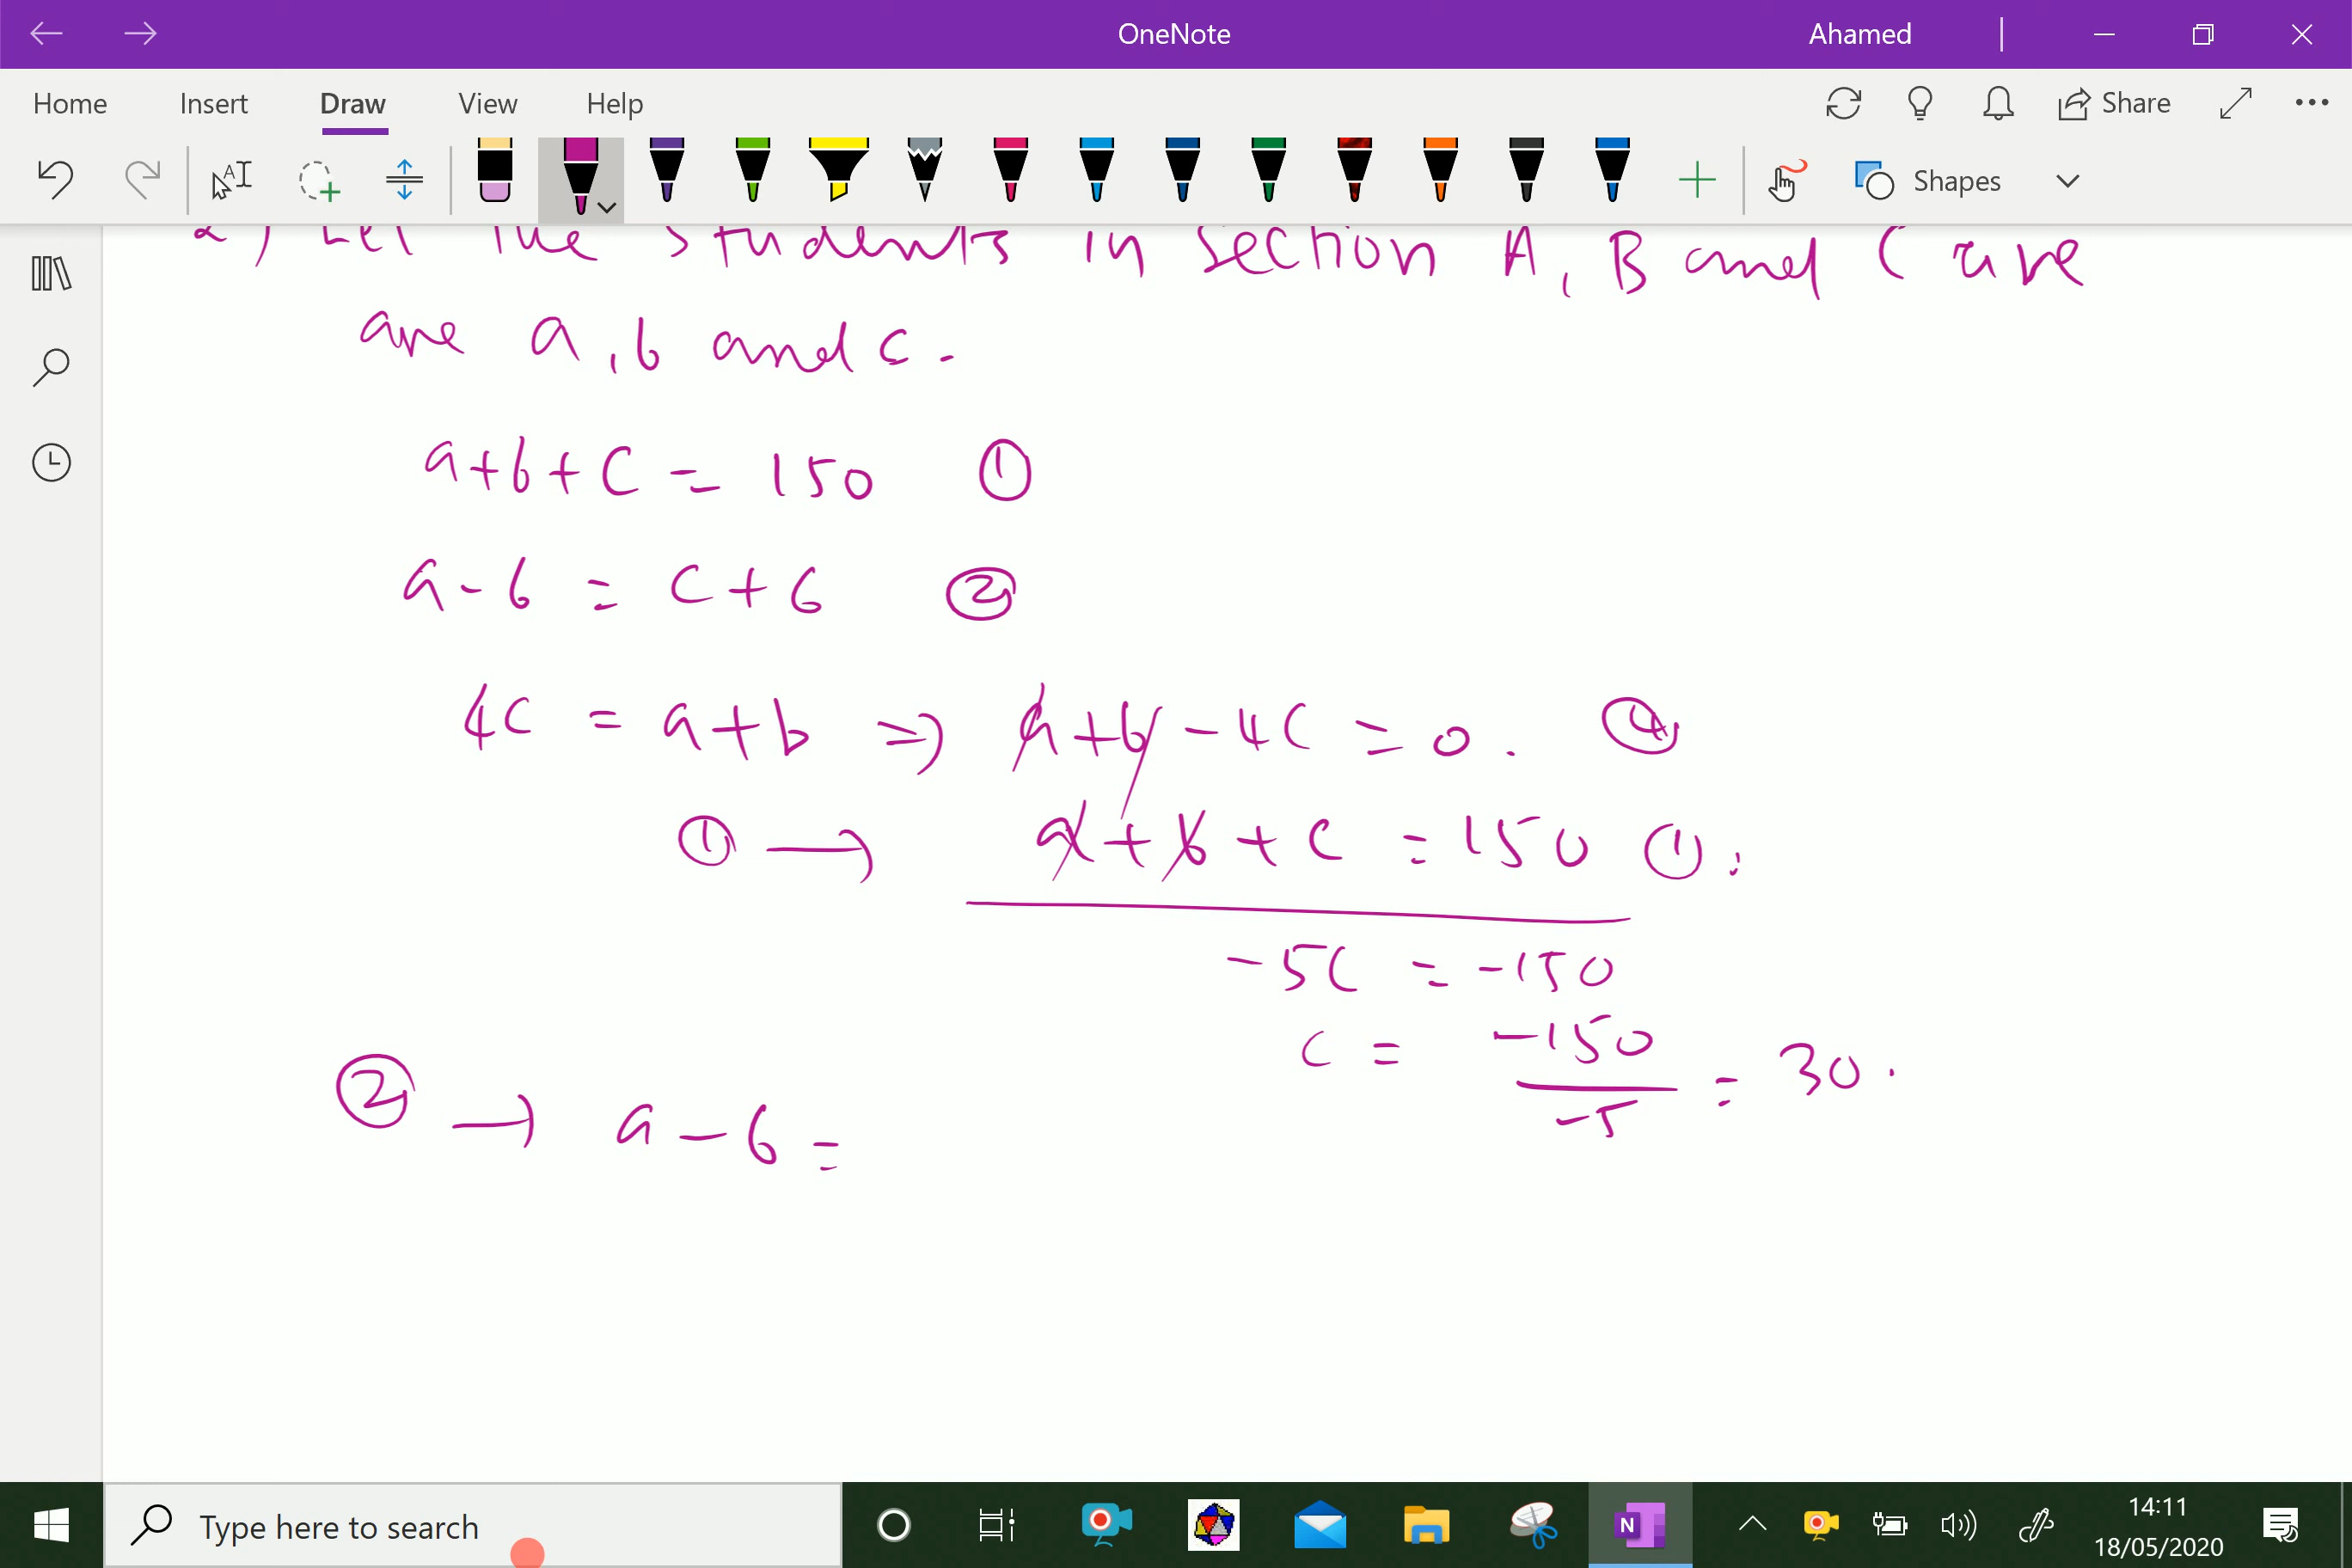 OneNote
Ahamed
Home Insert Draw View Help
Share
Shapes
2) Let the students in section A, B and C are
are a, b and c.
a+b+c = 150 ①
a-6 = c+6 ②
4c = a+b ⇒ a+b-4c = 0. ④
① → a+b+c = 150 ①.
-5c = -150
c = -150/-5 = 30.
② → a-6 =
Type here to search
N
14:11
18/05/2020